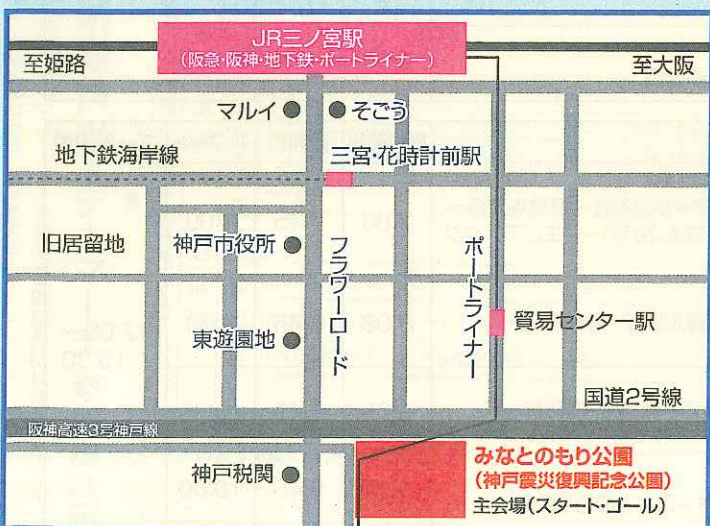 JR三ノ宮駅
(阪急・阪神・地下鉄・ポートライナー)
至姫路
至大阪
マルイ
そごう
地下鉄海岸線
三宮・花時計前駅
旧居留地
神戸市役所
フラワーロード
ポートライナー
貿易センター駅
東遊園地
国道2号線
阪神高速3号神戸線
神戸税関
みなとのもり公園
(神戸震災復興記念公園)
主会場(スタート・ゴール)